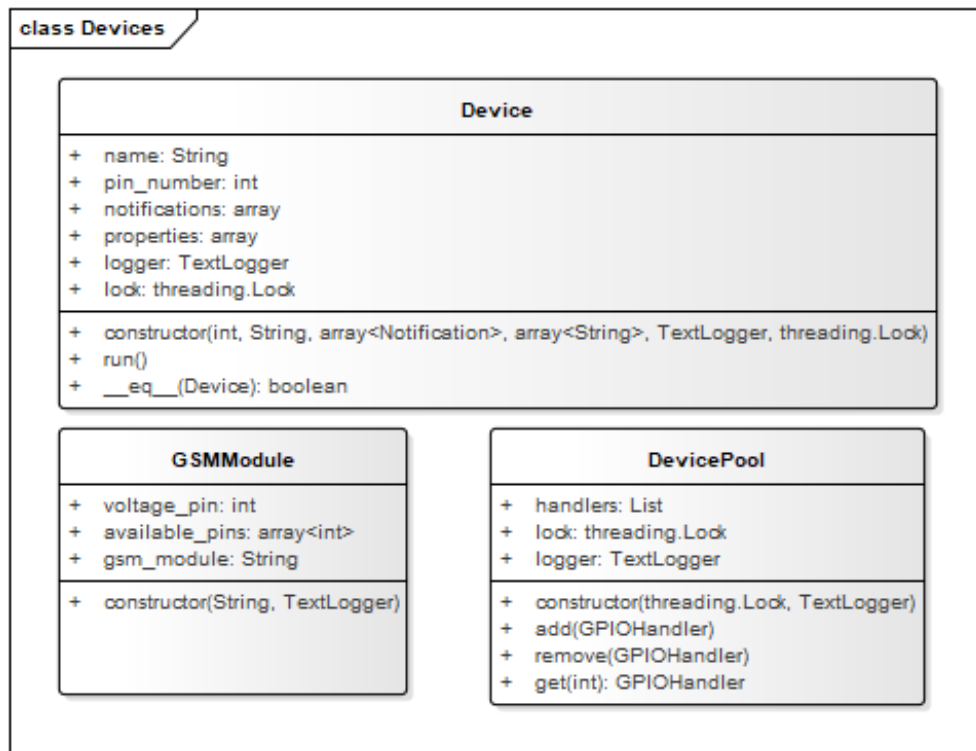 class Devices
Device
+ name: String
+ pin_number: int
+ notifications: array
+ properties: array
+ logger: TextLogger
+ lock: threading.Lock
+ constructor(int, String, array<Notification>, array<String>, TextLogger, threading.Lock)
+ run()
+ __eq__(Device): boolean
GSMModule
+ voltage_pin: int
+ available_pins: array<int>
+ gsm_module: String
+ constructor(String, TextLogger)
DevicePool
+ handlers: List
+ lock: threading.Lock
+ logger: TextLogger
+ constructor(threading.Lock, TextLogger)
+ add(GPIOHandler)
+ remove(GPIOHandler)
+ get(int): GPIOHandler